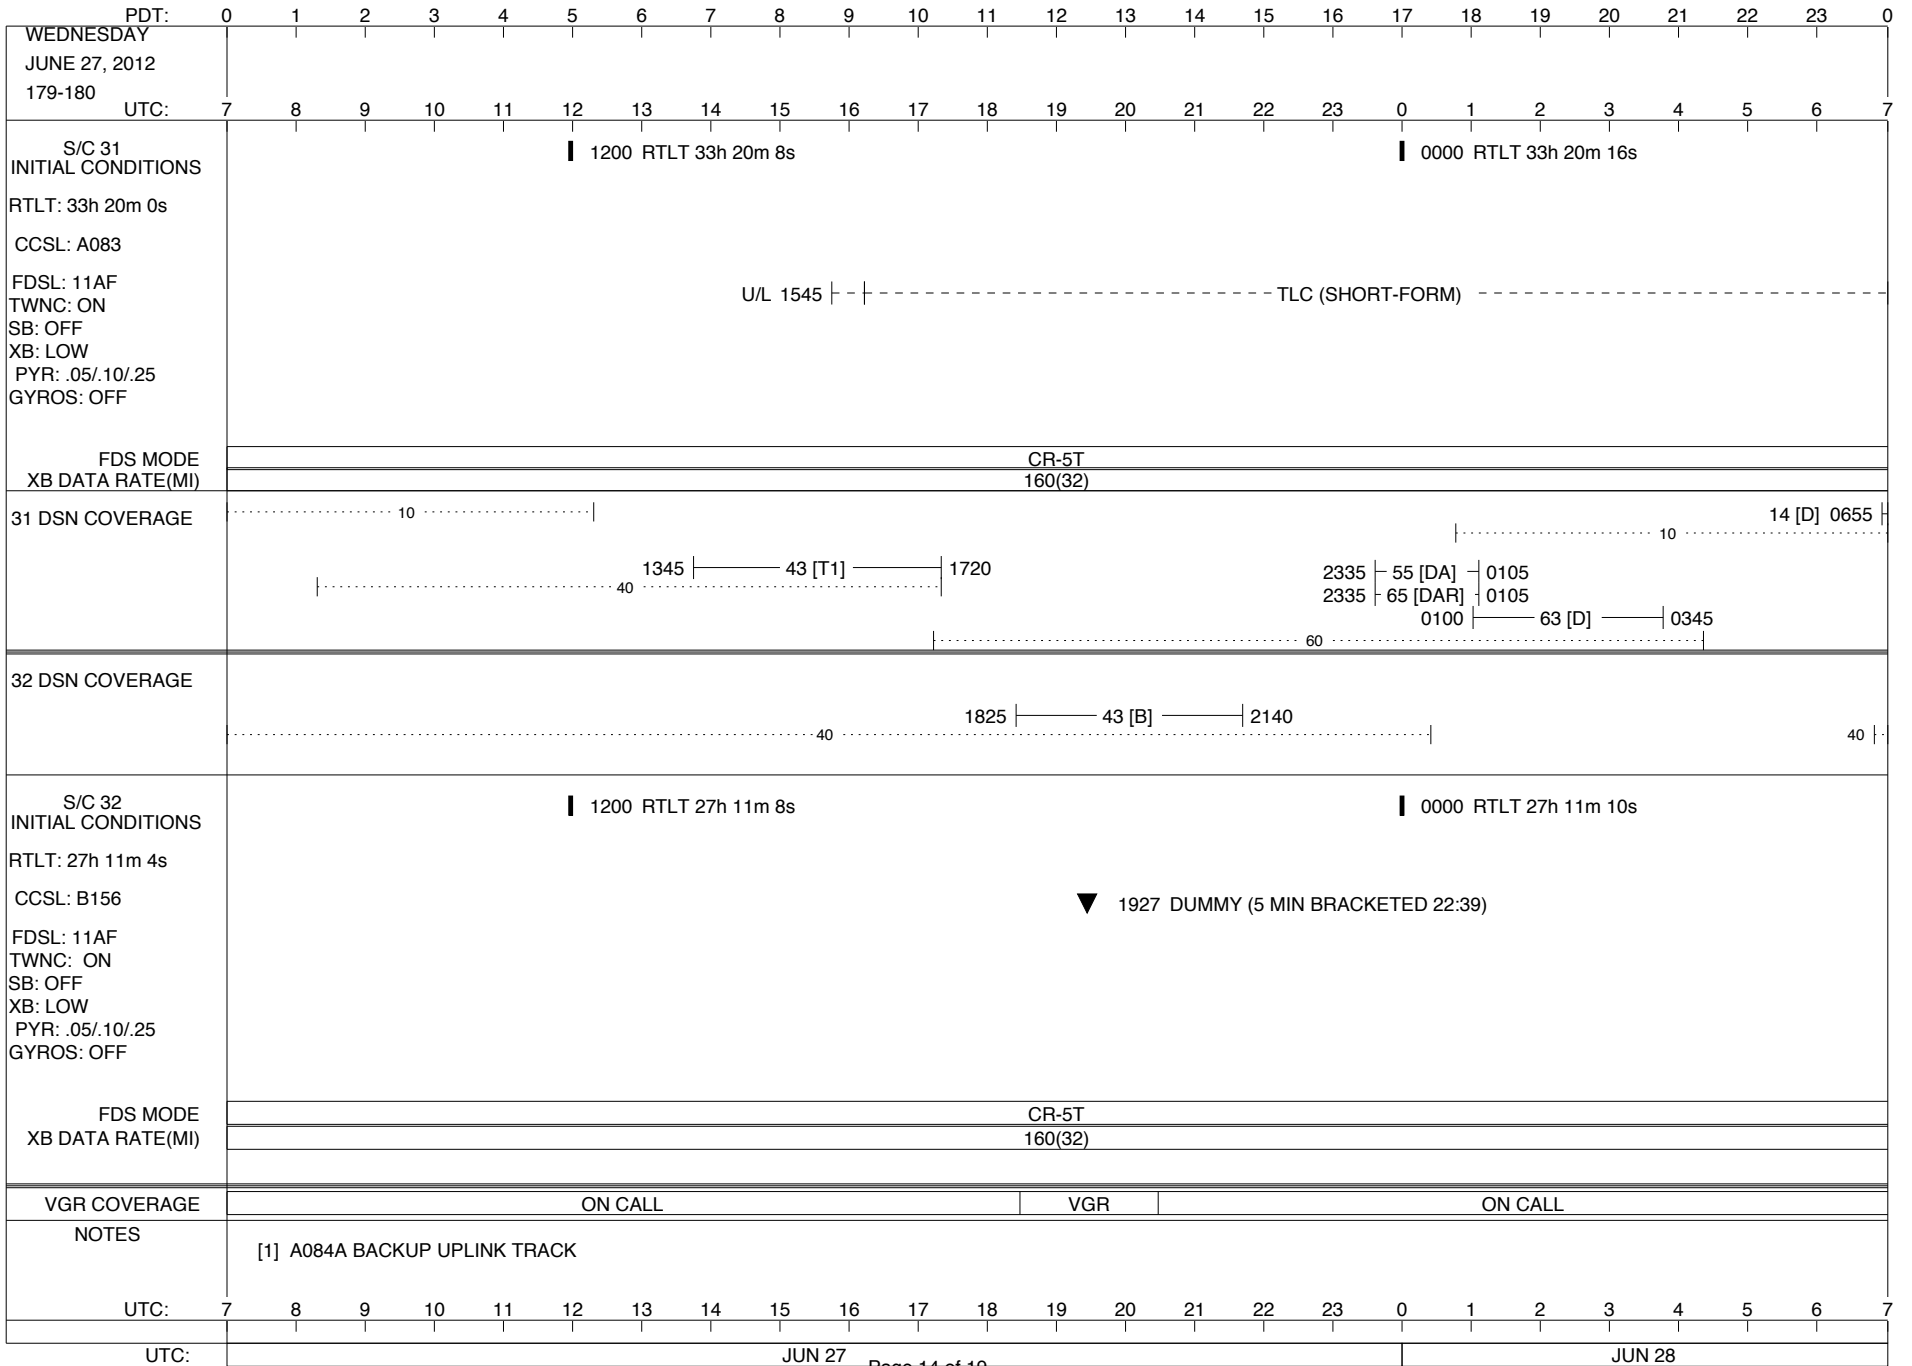 PDT: 0 1 2 3 4 5 6 7 8 9 10 11 12 13 14 15 16 17 18 19 20 21 22 23 0
WEDNESDAY
JUNE 27, 2012
179-180
UTC: 7 8 9 10 11 12 13 14 15 16 17 18 19 20 21 22 23 0 1 2 3 4 5 6 7
S/C 31
INITIAL CONDITIONS
1200 RTLT 33h 20m 8s
0000 RTLT 33h 20m 16s
RTLT: 33h 20m 0s
CCSL: A083
FDSL: 11AF
U/L 1545
TLC (SHORT-FORM)
TWNC: ON
SB: OFF
XB: LOW
PYR: .05/.10/.25
GYROS: OFF
FDS MODE
CR-5T
XB DATA RATE(MI)
160(32)
31 DSN COVERAGE
10
14 [D] 0655
10
1345 43 [T1] 1720
40
2335 55 [DA] 0105
2335 65 [DAR] 0105
0100 63 [D] 0345
60
32 DSN COVERAGE
1825 43 [B] 2140
40
40
S/C 32
INITIAL CONDITIONS
1200 RTLT 27h 11m 8s
0000 RTLT 27h 11m 10s
RTLT: 27h 11m 4s
CCSL: B156
1927 DUMMY (5 MIN BRACKETED 22:39)
FDSL: 11AF
TWNC: ON
SB: OFF
XB: LOW
PYR: .05/.10/.25
GYROS: OFF
FDS MODE
CR-5T
XB DATA RATE(MI)
160(32)
VGR COVERAGE
ON CALL
VGR
ON CALL
NOTES
[1] A084A BACKUP UPLINK TRACK
UTC: 7 8 9 10 11 12 13 14 15 16 17 18 19 20 21 22 23 0 1 2 3 4 5 6 7
UTC: JUN 27 JUN 28
Page 14 of 19